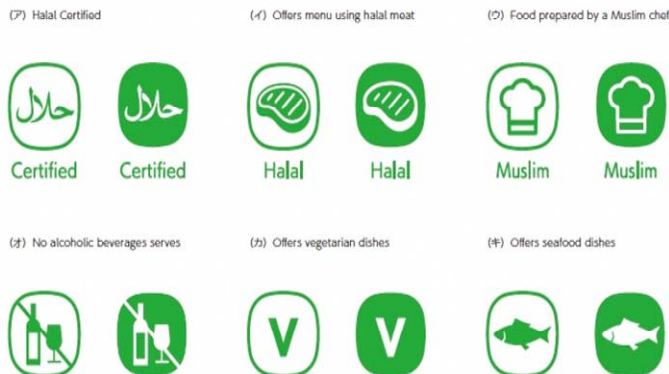 (ア) Halal Certified
(イ) Offers menu using halal meat
(ウ) Food prepared by a Muslim chef
حلال
حلال
Certified
Certified
Halal
Halal
Muslim
Muslim
(オ) No alcoholic beverages serves
(カ) Offers vegetarian dishes
(キ) Offers seafood dishes
V
V